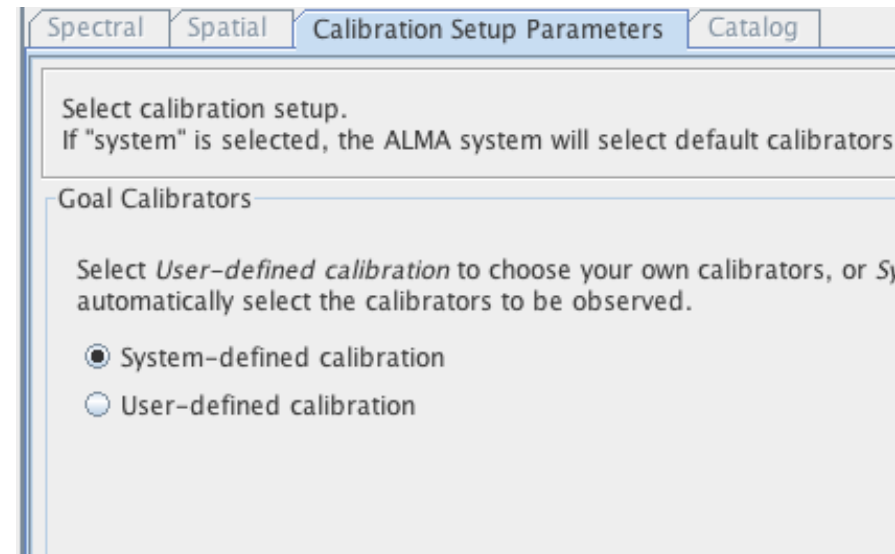 Spectral Spatial Calibration Setup Parameters Catalog
Select calibration setup.
If "system" is selected, the ALMA system will select default calibrators
Goal Calibrators
Select User-defined calibration to choose your own calibrators, or Sy
automatically select the calibrators to be observed.
System-defined calibration
User-defined calibration